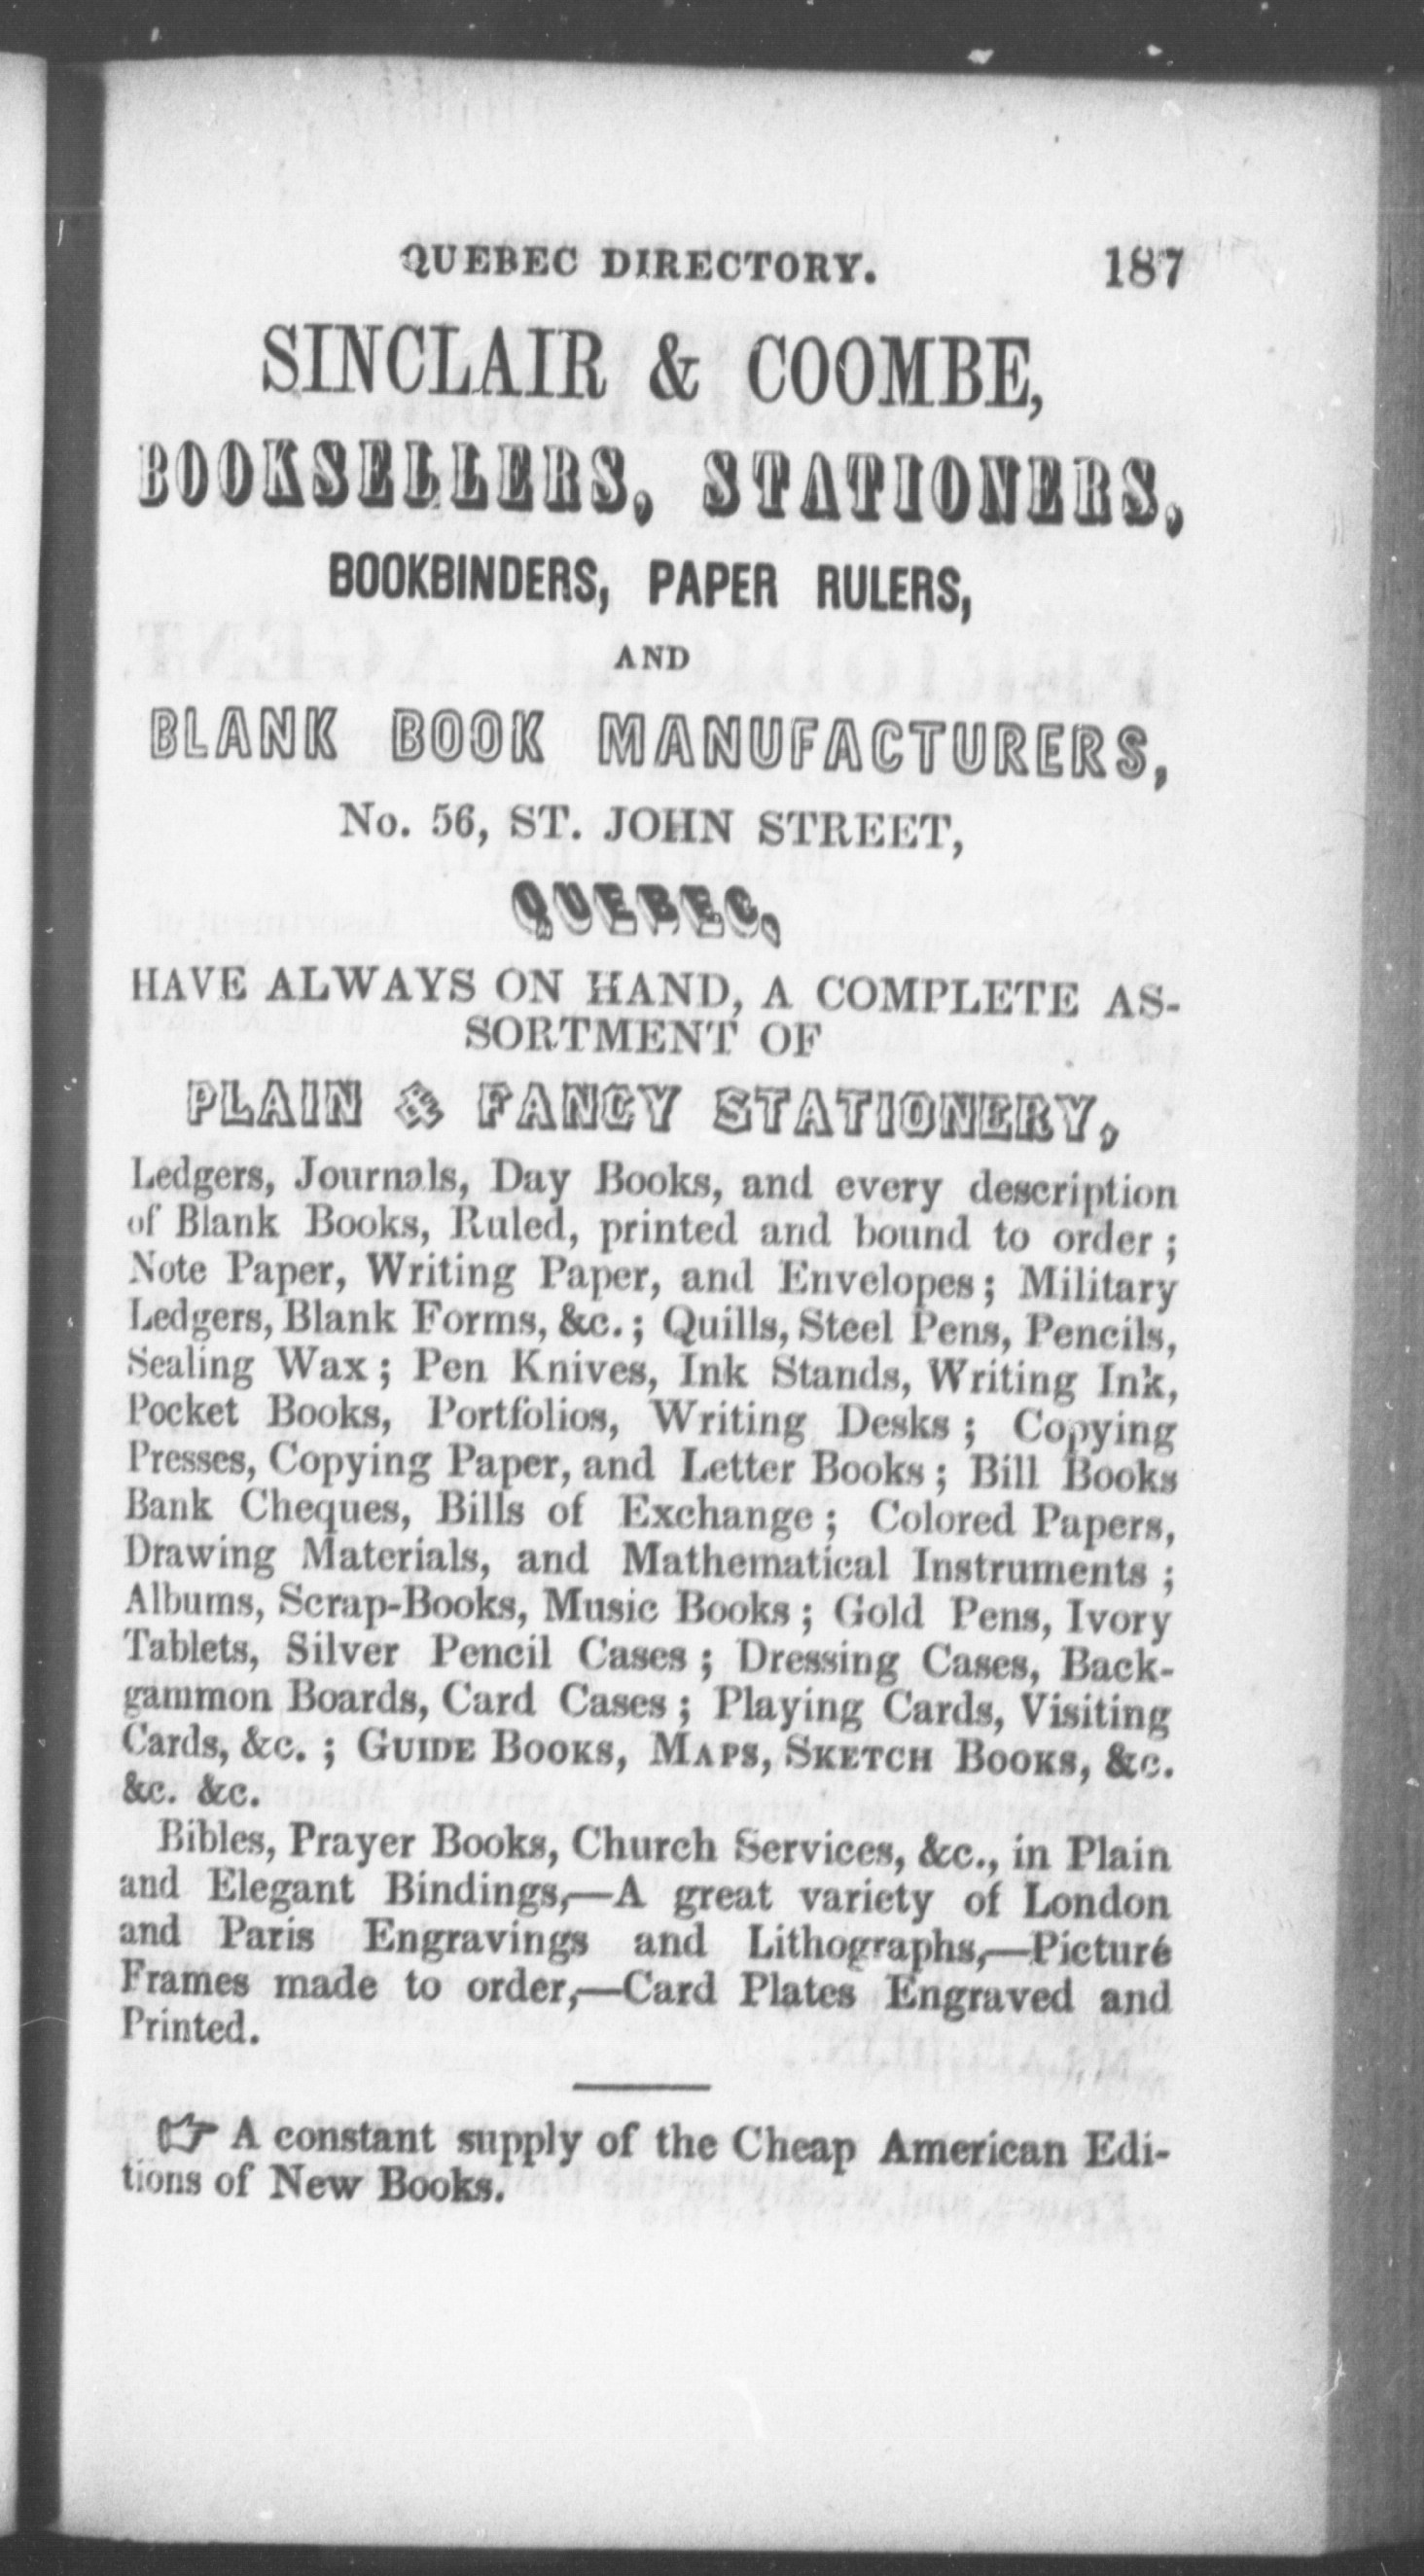 QUEBEC DIRECTORY. 187
SINCLAIR & COOMBE,
BOOKSELLERS, STATIONERS,
BOOKBINDERS, PAPER RULERS,
AND
BLANK BOOK MANUFACTURERS,
No. 56, ST. JOHN STREET,
QUEBEC,
HAVE ALWAYS ON HAND, A COMPLETE AS-
SORTMENT OF
PLAIN & FANCY STATIONERY,
Ledgers, Journals, Day Books, and every description
of Blank Books, Ruled, printed and bound to order ;
Note Paper, Writing Paper, and Envelopes ; Military
Ledgers, Blank Forms, &c. ; Quills, Steel Pens, Pencils,
Sealing Wax ; Pen Knives, Ink Stands, Writing Ink,
Pocket Books, Portfolios, Writing Desks ; Copying
Presses, Copying Paper, and Letter Books ; Bill Books
Bank Cheques, Bills of Exchange ; Colored Papers,
Drawing Materials, and Mathematical Instruments ;
Albums, Scrap-Books, Music Books ; Gold Pens, Ivory
Tablets, Silver Pencil Cases ; Dressing Cases, Back-
gammon Boards, Card Cases ; Playing Cards, Visiting
Cards, &c. ; GUIDE BOOKS, MAPS, SKETCH BOOKS, &c.
&c. &c.
Bibles, Prayer Books, Church Services, &c., in Plain
and Elegant Bindings,—A great variety of London
and Paris Engravings and Lithographs,—Picture
Frames made to order,—Card Plates Engraved and
Printed.
☞ A constant supply of the Cheap American Edi-
tions of New Books.